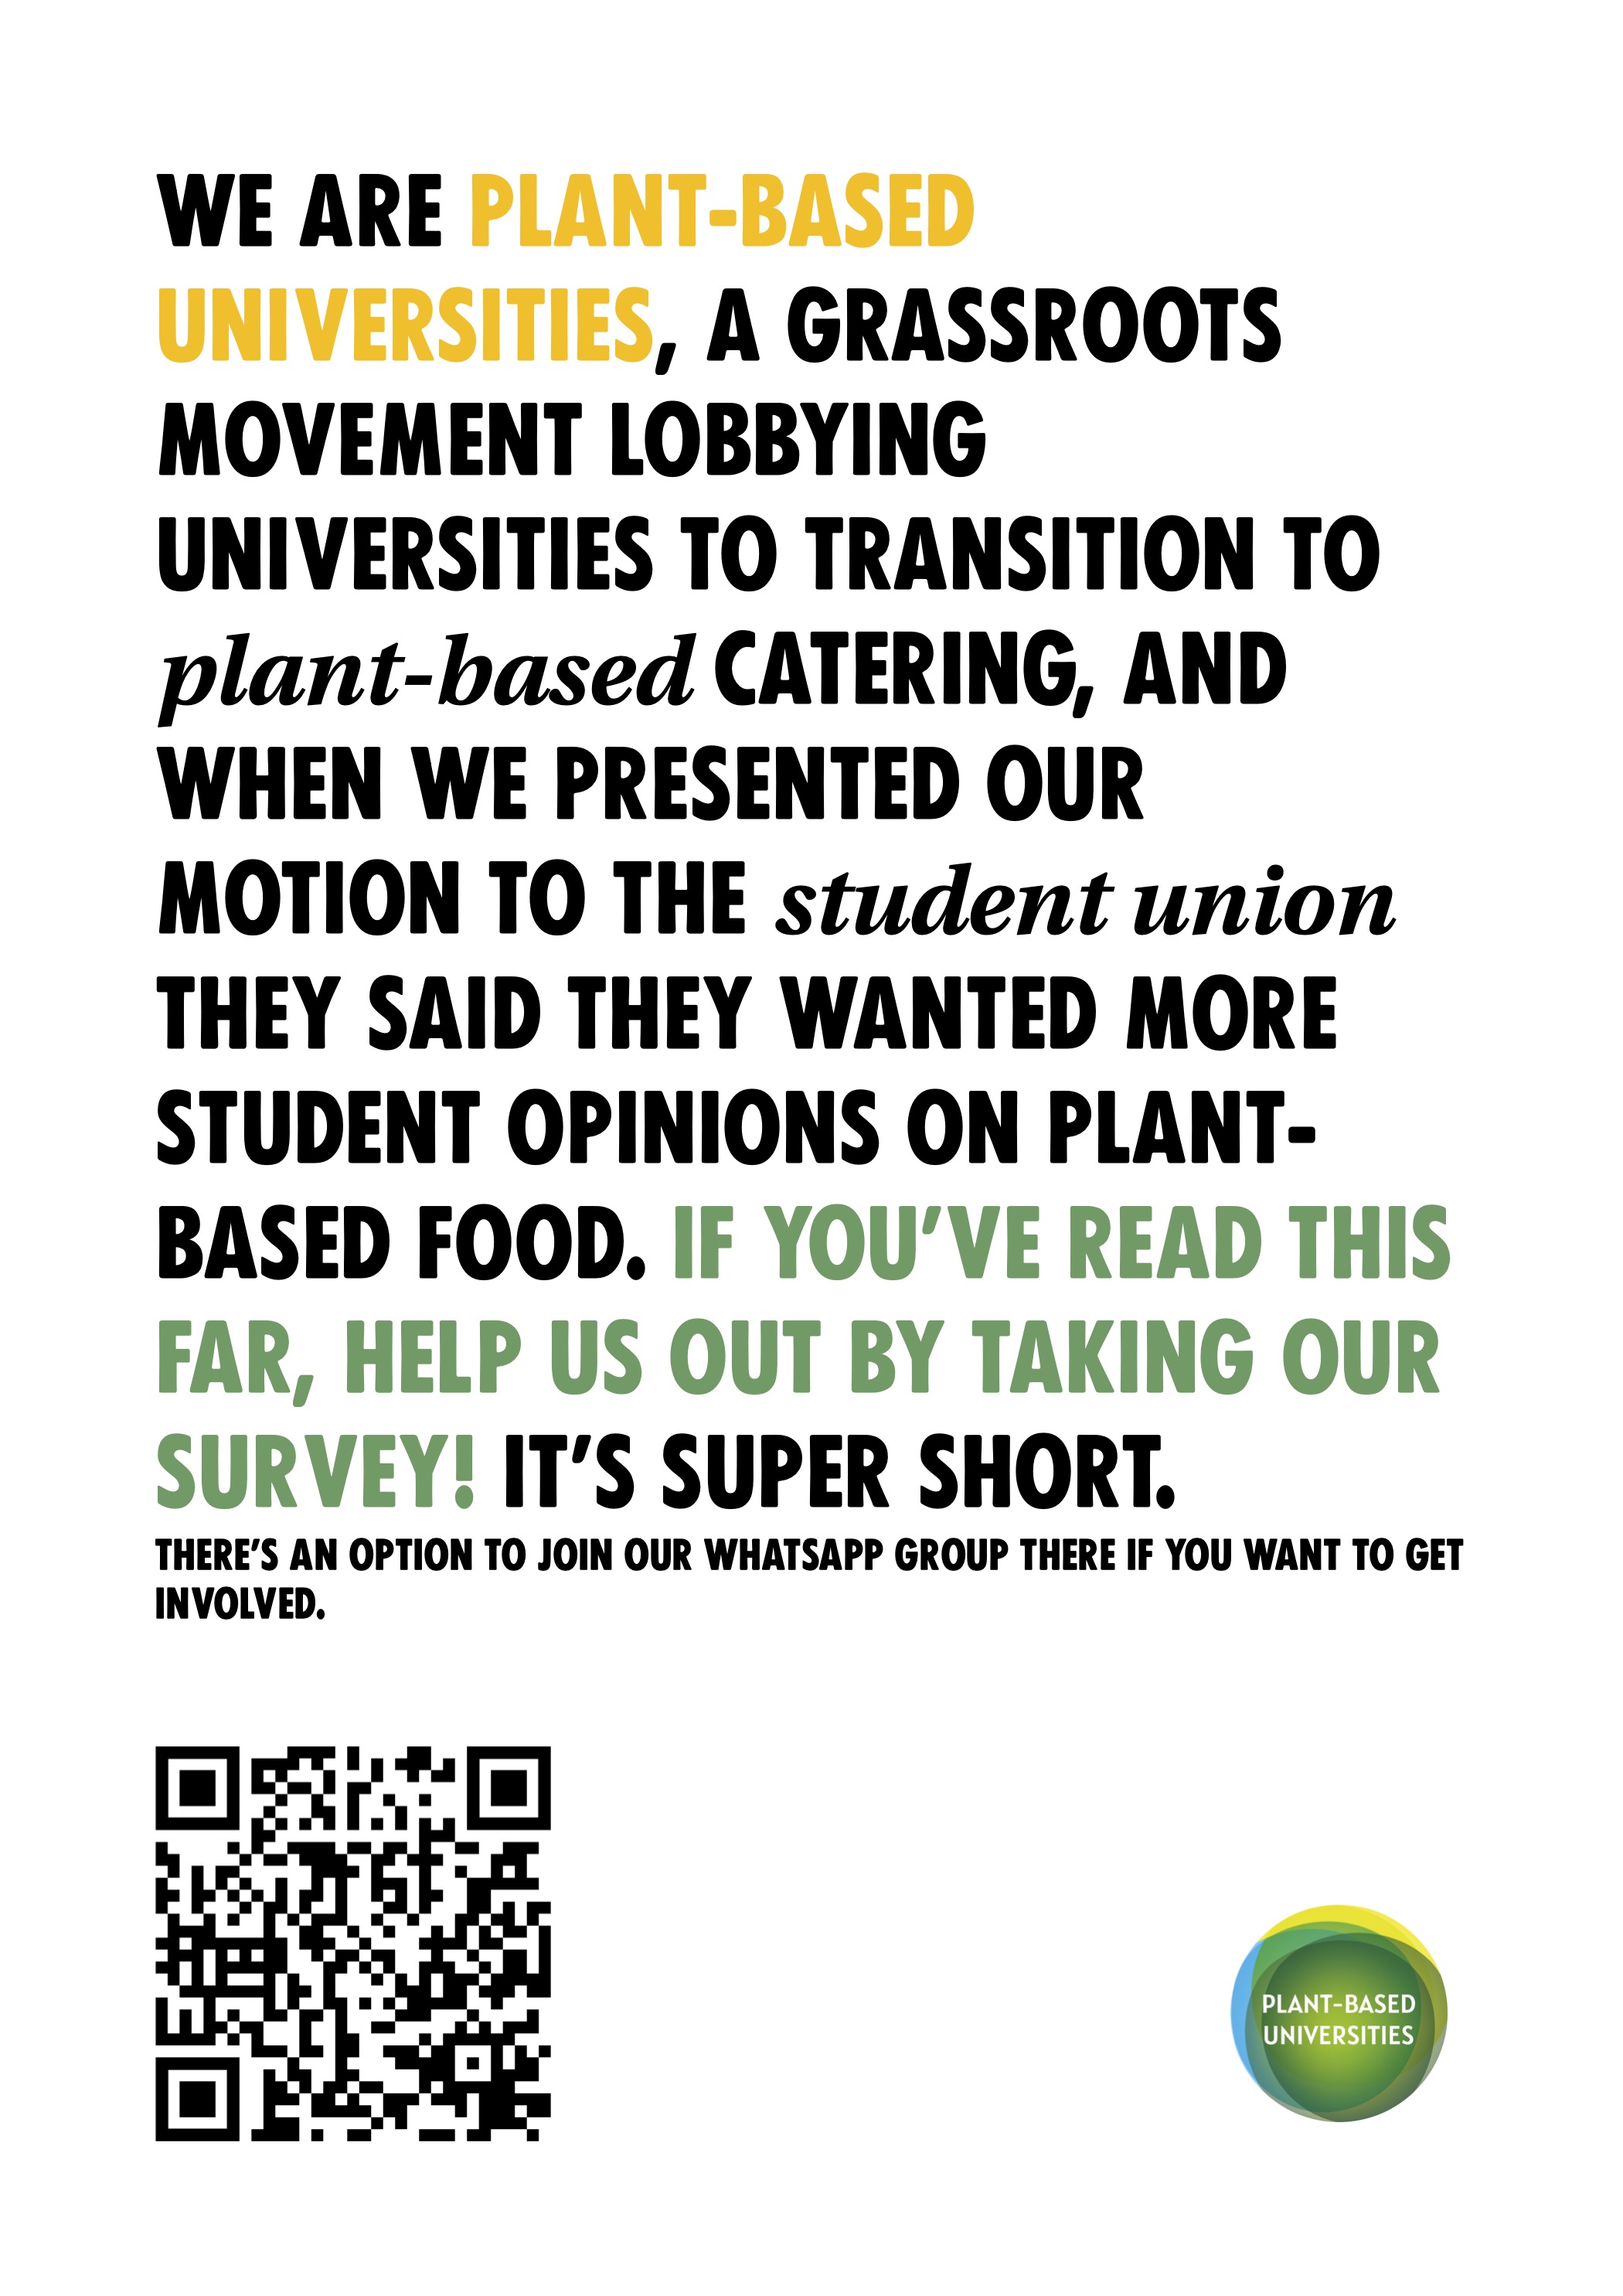 WE ARE PLANT-BASED
UNIVERSITIES, A GRASSROOTS
MOVEMENT LOBBYING
UNIVERSITIES TO TRANSITION TO
plant-based CATERING, AND
WHEN WE PRESENTED OUR
MOTION TO THE student union
THEY SAID THEY WANTED MORE
STUDENT OPINIONS ON PLANT-
BASED FOOD. IF YOU'VE READ THIS
FAR, HELP US OUT BY TAKING OUR
SURVEY! IT'S SUPER SHORT.
THERE'S AN OPTION TO JOIN OUR WHATSAPP GROUP THERE IF YOU WANT TO GET
INVOLVED.
PLANT-BASED
UNIVERSITIES